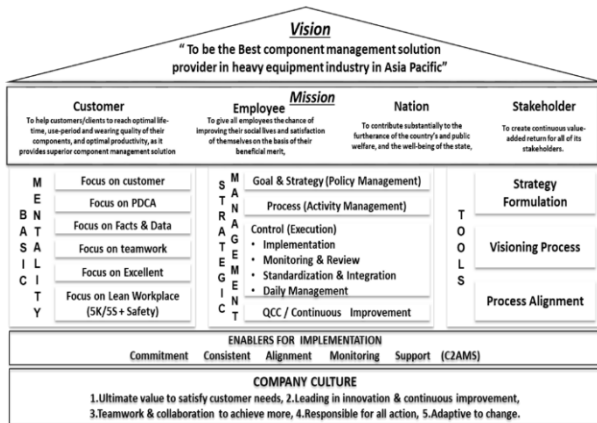 Vision
“ To be the Best component management solution
provider in heavy equipment industry in Asia Pacific”
Mission
Customer
To help customers/clients to reach optimal life-
time, use-period and wearing quality of their
components, and optimal productivity, as it
provides superior component management solution
Employee
To give all employees the chance of
improving their social lives and satisfaction
of themselves on the basis of their
beneficial merit,
Nation
To contribute substantially to the
furtherance of the country's and public
welfare, and the well-being of the state,
Stakeholder
To create continuous value-
added return for all of its
stakeholders.
BASIC
MENTALITY
Focus on customer
Focus on PDCA
Focus on Facts & Data
Focus on teamwork
Focus on Excellent
Focus on Lean Workplace
(5K/5S + Safety)
STRATEGIC
MANAGEMENT
Goal & Strategy (Policy Management)
Process (Activity Management)
Control (Execution)
• Implementation
• Monitoring & Review
• Standardization & Integration
• Daily Management
QCC / Continuous Improvement
TOOLS
Strategy
Formulation
Visioning Process
Process Alignment
ENABLERS FOR IMPLEMENTATION
Commitment Consistent Alignment Monitoring Support (C2AMS)
COMPANY CULTURE
1.Ultimate value to satisfy customer needs, 2.Leading in innovation & continuous improvement,
3.Teamwork & collaboration to achieve more, 4.Responsible for all action, 5.Adaptive to change.